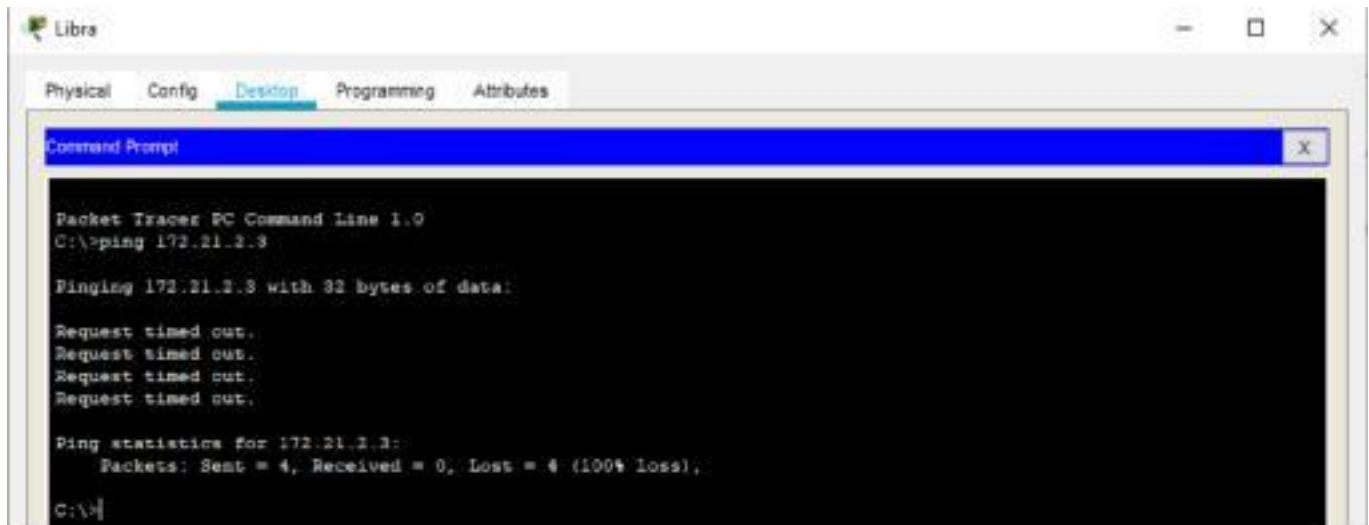 Libra
Physical Config Desktop Programming Attributes
Command Prompt X
Packet Tracer PC Command Line 1.0
C:\>ping 172.21.2.3
Pinging 172.21.2.3 with 32 bytes of data:
Request timed out.
Request timed out.
Request timed out.
Request timed out.
Ping statistics for 172.21.2.3:
Packets: Sent = 4, Received = 0, Lost = 4 (100% loss),
C:\>